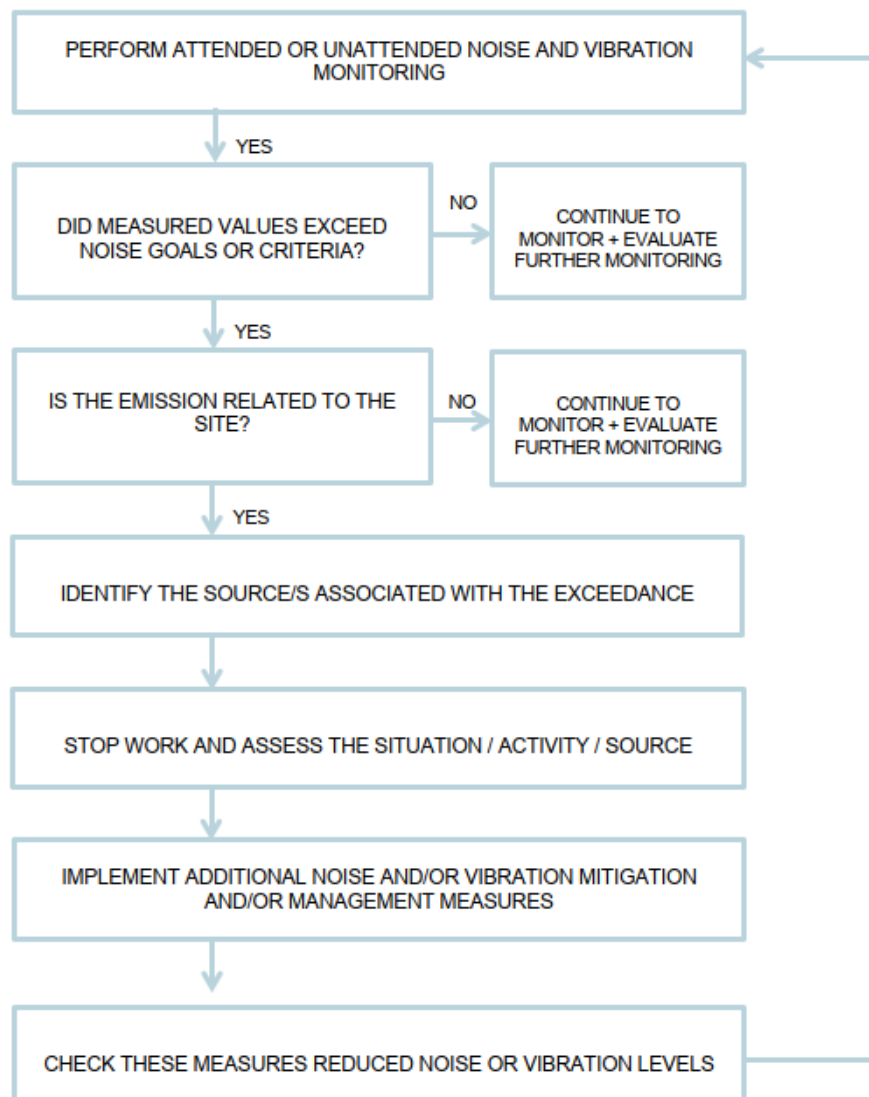 PERFORM ATTENDED OR UNATTENDED NOISE AND VIBRATION
MONITORING
YES
DID MEASURED VALUES EXCEED
NOISE GOALS OR CRITERIA?
NO
CONTINUE TO
MONITOR + EVALUATE
FURTHER MONITORING
YES
IS THE EMISSION RELATED TO THE
SITE?
NO
CONTINUE TO
MONITOR + EVALUATE
FURTHER MONITORING
YES
IDENTIFY THE SOURCE/S ASSOCIATED WITH THE EXCEEDANCE
STOP WORK AND ASSESS THE SITUATION / ACTIVITY / SOURCE
IMPLEMENT ADDITIONAL NOISE AND/OR VIBRATION MITIGATION
AND/OR MANAGEMENT MEASURES
CHECK THESE MEASURES REDUCED NOISE OR VIBRATION LEVELS